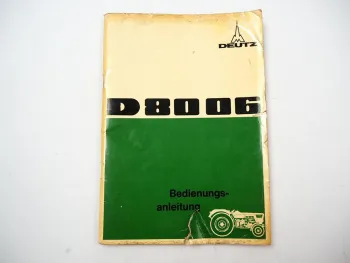 DEUTZ
D8006
Bedienungs-
anleitung